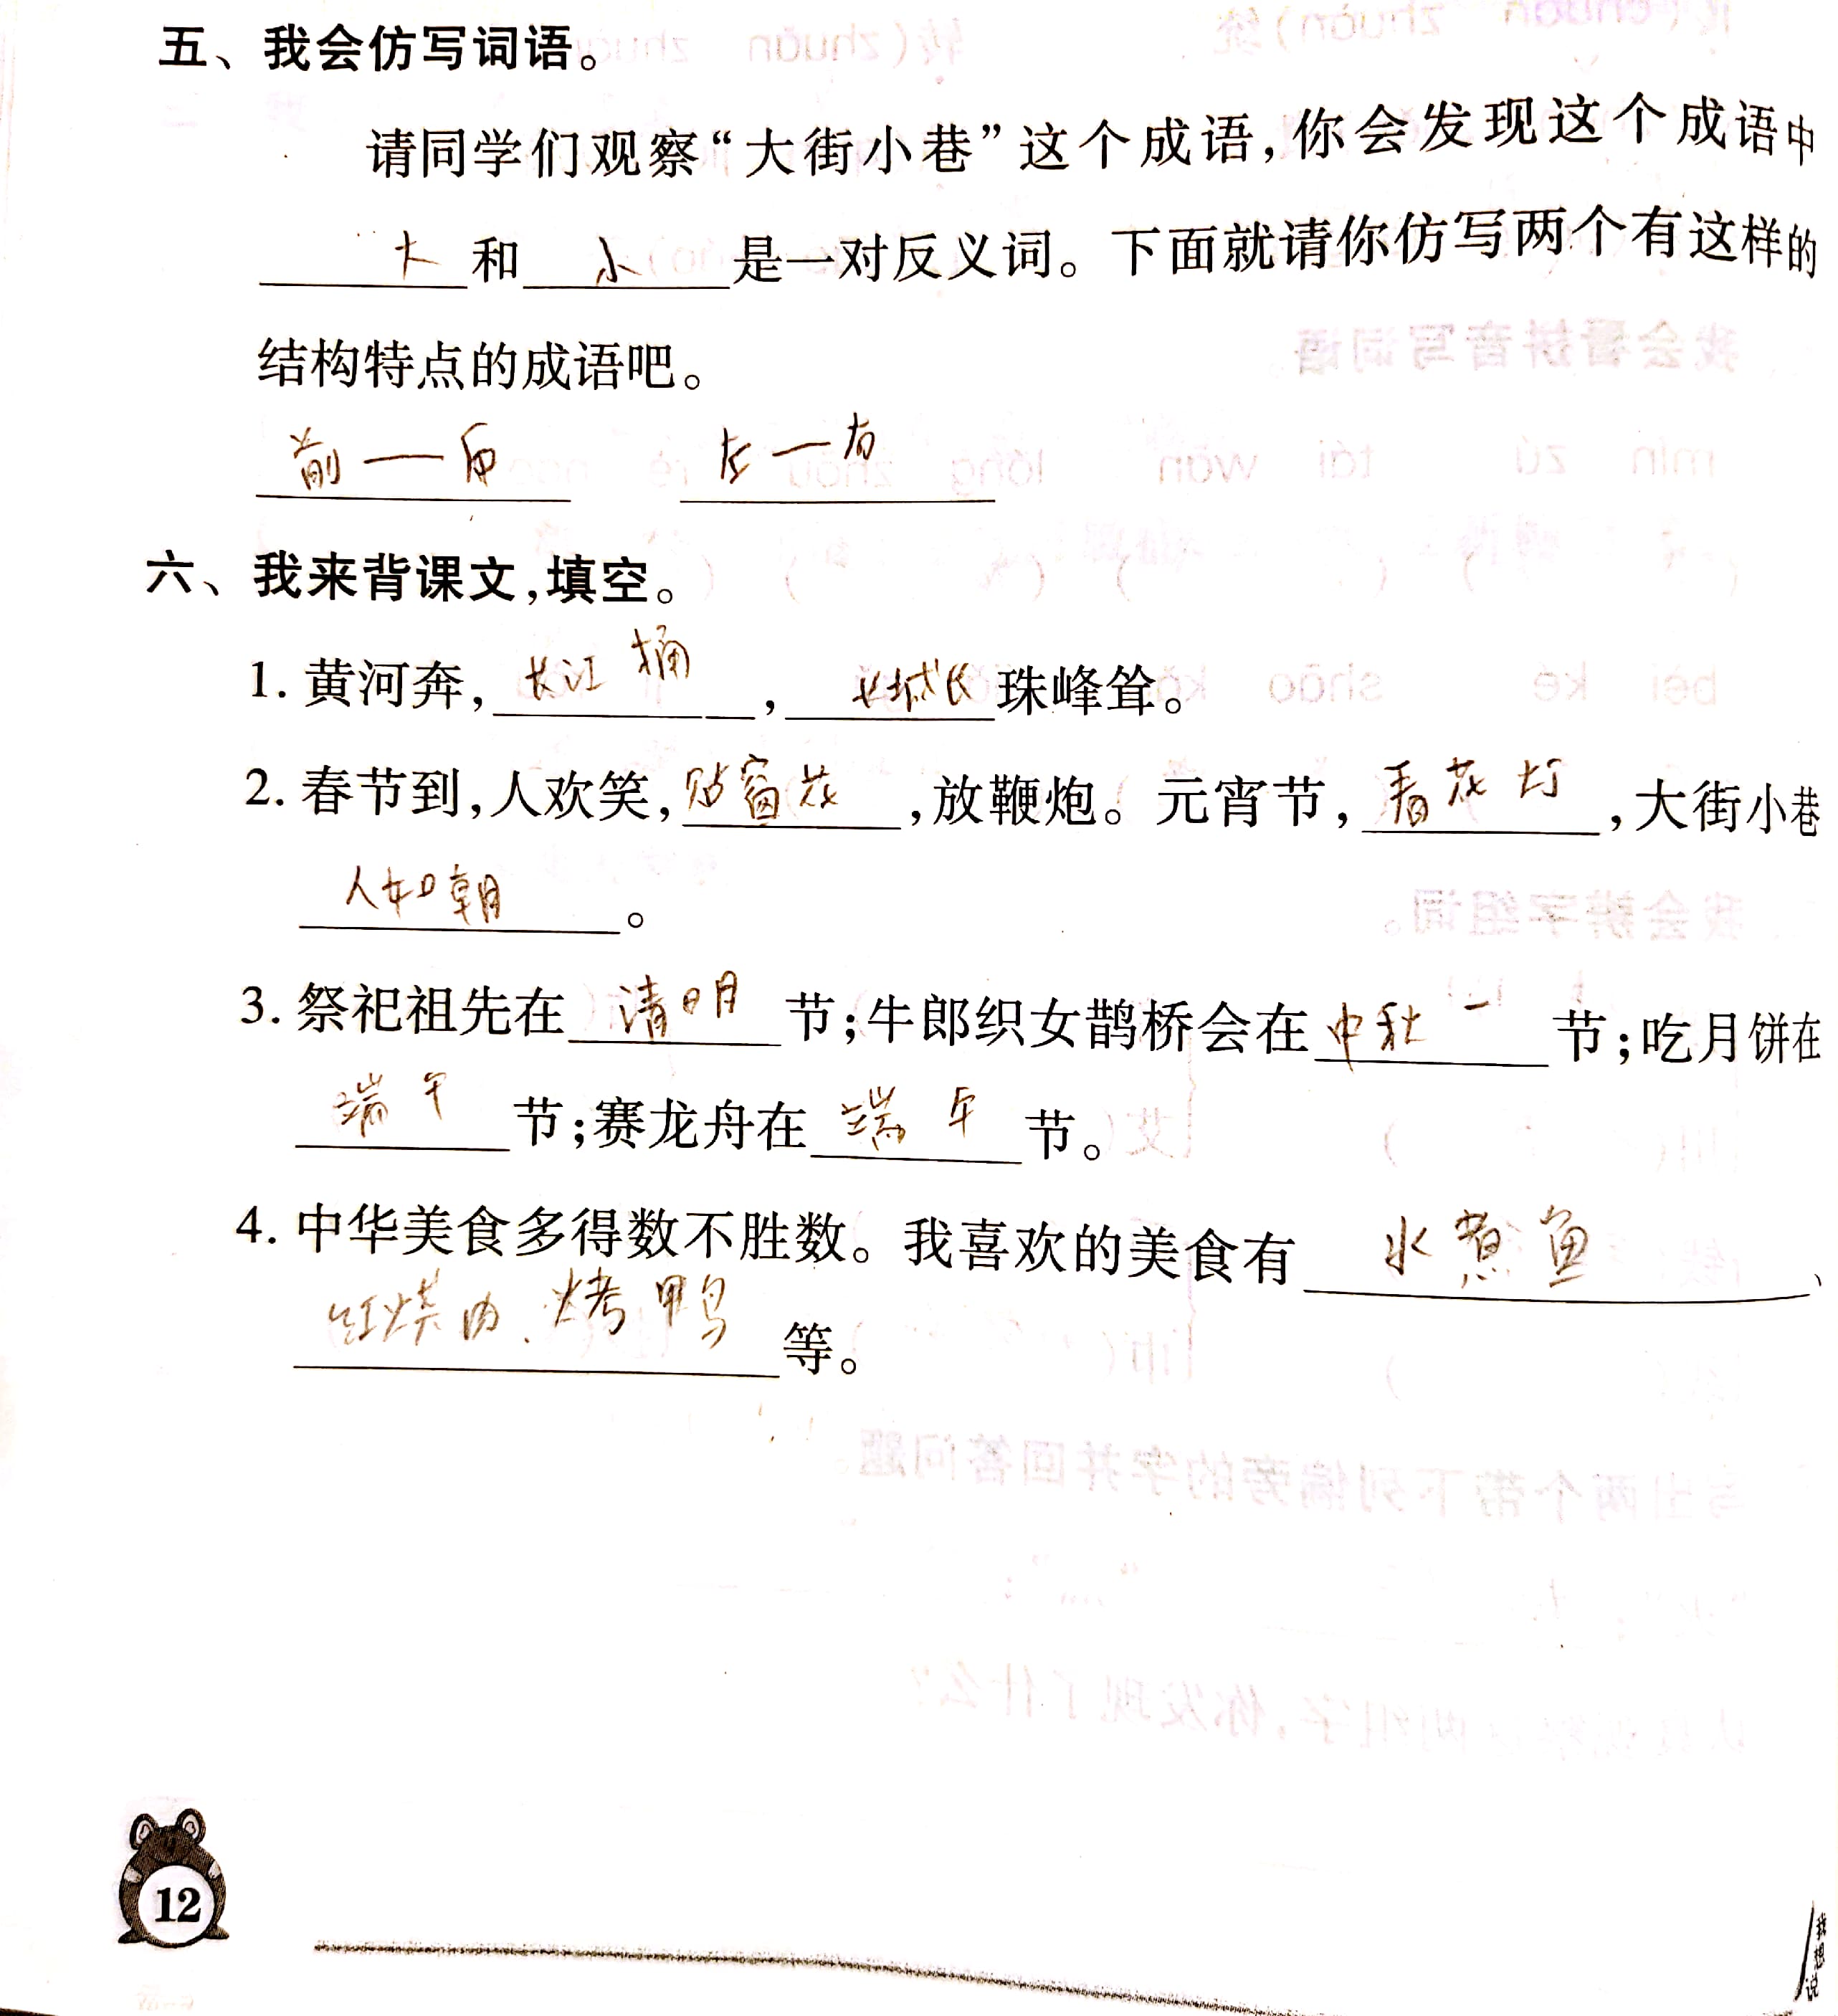 五、我会仿写词语。
请同学们观察“大街小巷”这个成语,你会发现这个成语中
大和小是一对反义词。下面就请你仿写两个有这样的
结构特点的成语吧。
前一后 左一右
六、我来背课文,填空。
1. 黄河奔,长江桶,长城长珠峰耸。
2. 春节到,人欢笑,贴窗花,放鞭炮。元宵节,看花灯,大街小巷
人如朝。
3. 祭祀祖先在清明节;牛郎织女鹊桥会在中秋节;吃月饼在
端午节;赛龙舟在端午节。
4. 中华美食多得数不胜数。我喜欢的美食有水煮鱼、
红烧肉、烤鸭等。
12
我想说